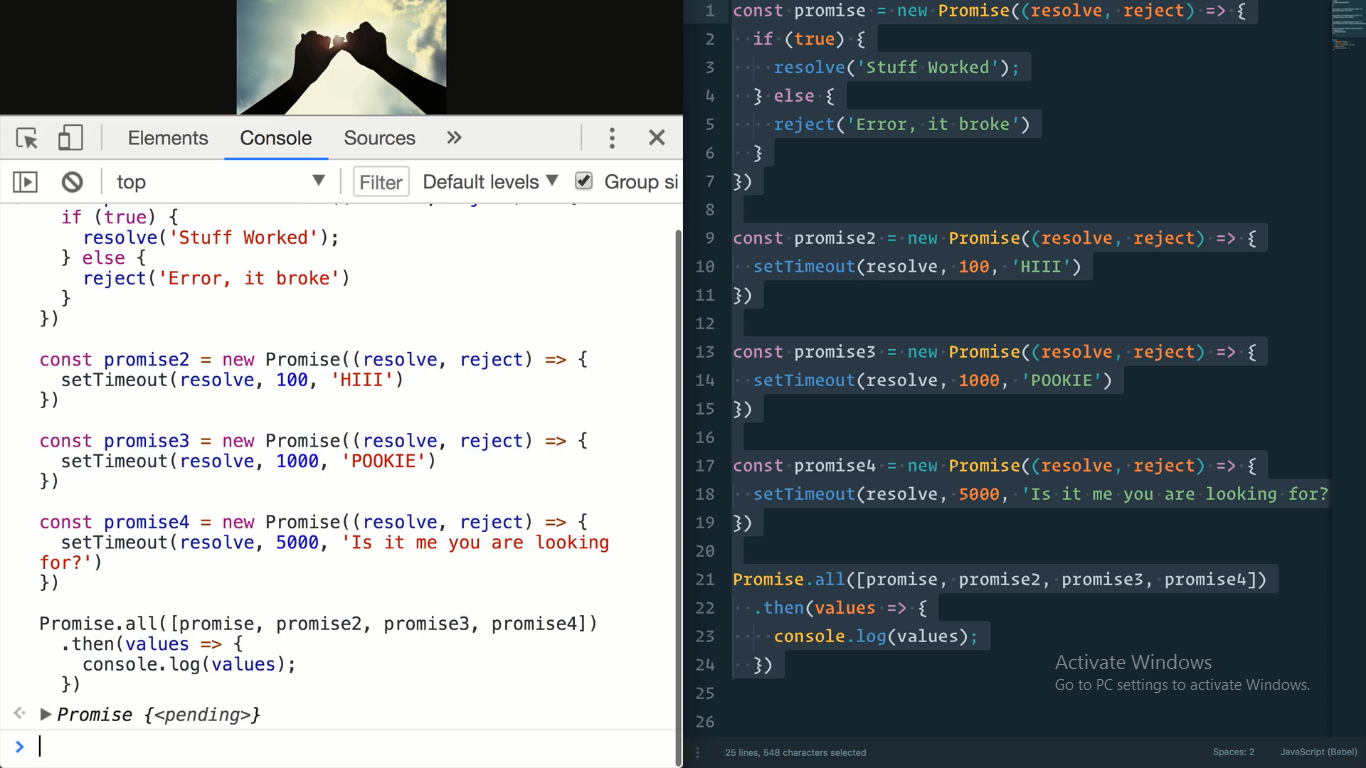 Elements Console Sources »
top ▼ Filter Default levels ▼ Group si
if (true) {
resolve('Stuff Worked');
} else {
reject('Error, it broke')
}
})
const promise2 = new Promise((resolve, reject) => {
setTimeout(resolve, 100, 'HIII')
})
const promise3 = new Promise((resolve, reject) => {
setTimeout(resolve, 1000, 'POOKIE')
})
const promise4 = new Promise((resolve, reject) => {
setTimeout(resolve, 5000, 'Is it me you are looking
for?')
})
Promise.all([promise, promise2, promise3, promise4])
.then(values => {
console.log(values);
})
Promise {<pending>}
>
1 const promise = new Promise((resolve, reject) => {
2 if (true) {
3 resolve('Stuff Worked');
4 } else {
5 reject('Error, it broke')
6 }
7 })
8
9 const promise2 = new Promise((resolve, reject) => {
10 setTimeout(resolve, 100, 'HIII')
11 })
12
13 const promise3 = new Promise((resolve, reject) => {
14 setTimeout(resolve, 1000, 'POOKIE')
15 })
16
17 const promise4 = new Promise((resolve, reject) => {
18 setTimeout(resolve, 5000, 'Is it me you are looking for?
19 })
20
21 Promise.all([promise, promise2, promise3, promise4])
22 .then(values => {
23 console.log(values);
24 })
25
26
Activate Windows
Go to PC settings to activate Windows.
25 lines, 548 characters selected Spaces: 2 JavaScript (Babel)